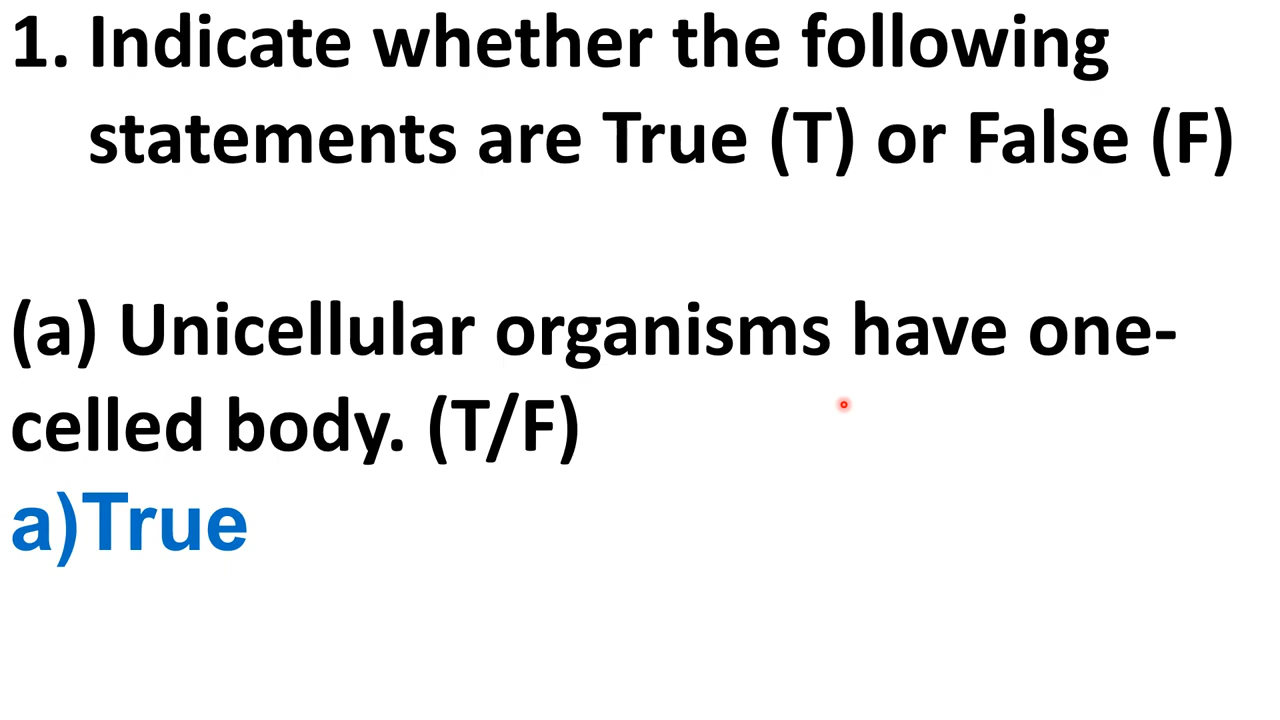 1. Indicate whether the following
statements are True (T) or False (F)
(a) Unicellular organisms have one-
celled body. (T/F)
a)True